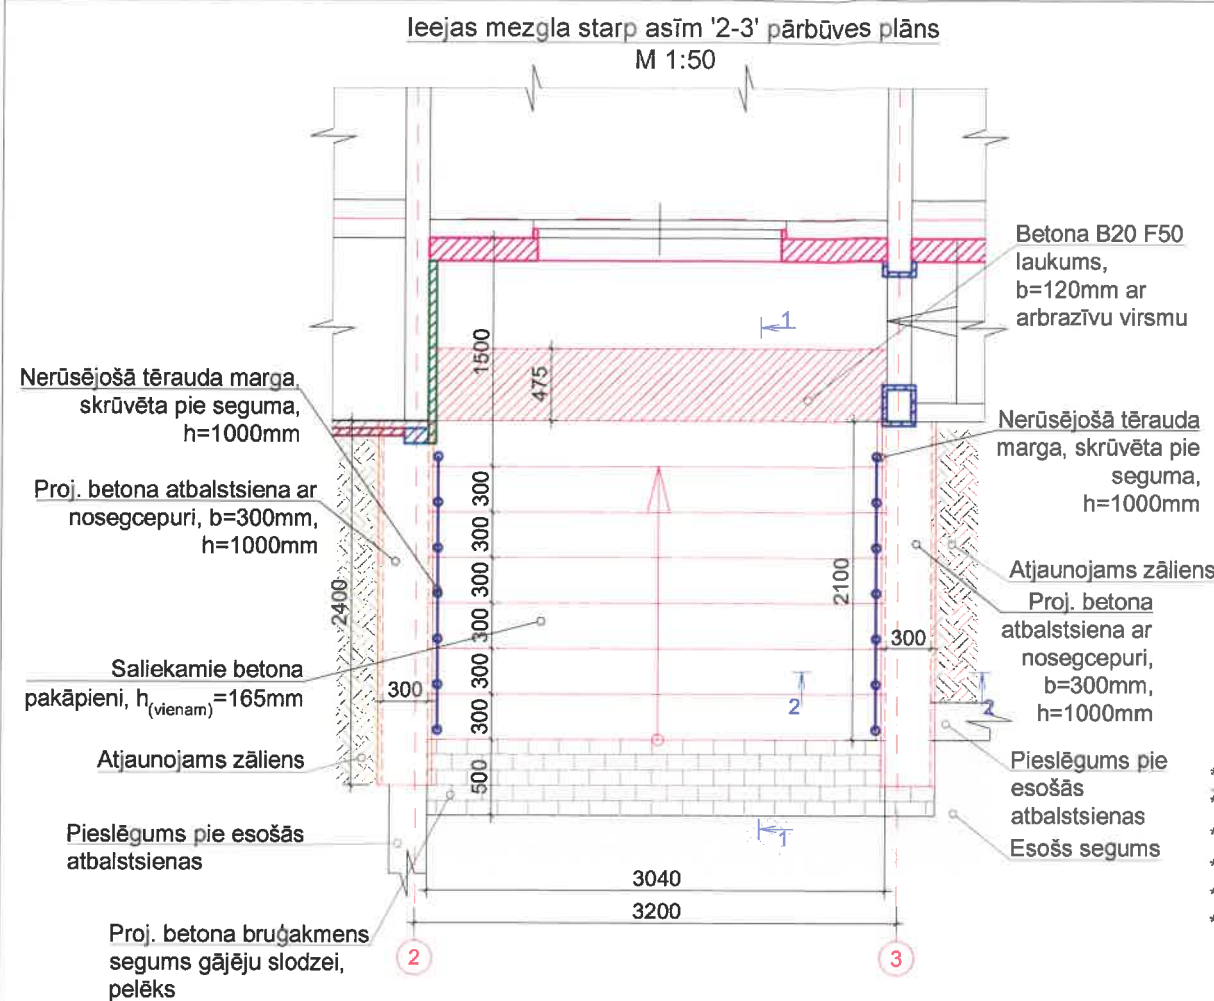 Ieejas mezgla starp asīm '2-3' pārbūves plāns
M 1:50
Betona B20 F50
laukums,
b=120mm ar
arbrazīvu virsmu
1
1500
475
Nerūsējošā tērauda marga,
skrūvēta pie seguma,
h=1000mm
Nerūsējošā tērauda
marga, skrūvēta pie
seguma,
h=1000mm
Proj. betona atbalstsiena ar
nosegcepuri, b=300mm,
h=1000mm
300
300
300
300
300
300
500
2400
2100
300
300
Atjaunojams zāliens
Proj. betona
atbalstsiena ar
nosegcepuri,
b=300mm,
h=1000mm
Saliekamie betona
pakāpieni, h(vienam)=165mm
2
2
Atjaunojams zāliens
Pieslēgums pie
esošās
atbalstsienas
Pieslēgums pie esošās
atbalstsienas
1
Esošs segums
3040
3200
Proj. betona bruģakmens
segums gājēju slodzei,
pelēks
2
3
*
*
*
*
*
*